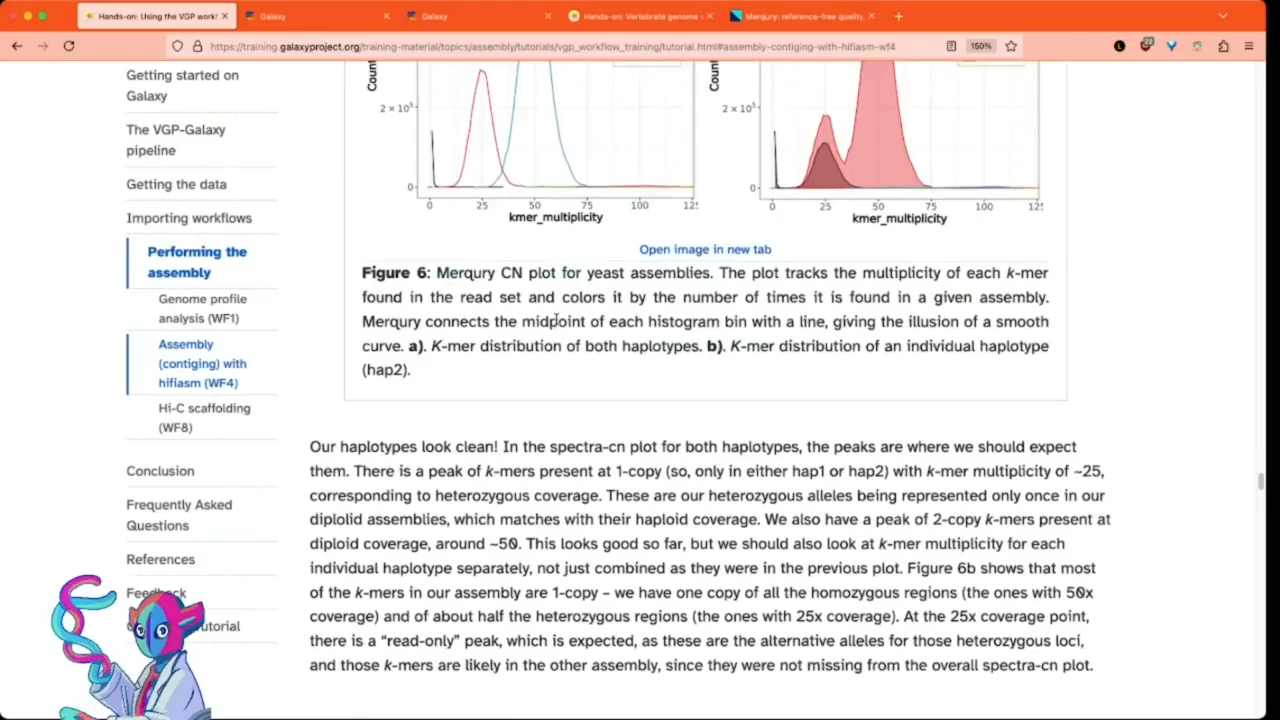 Hands-on: Using the VGP workf
Galaxy
Galaxy
Hands-on: Vertebrate genome
Merqury: reference-free quality
https://training.galaxyproject.org/training-material/topics/assembly/tutorials/vgp_workflow_training/tutorial.html#assembly-contiging-with-hifiasm-wf4
150%
Getting started on
Galaxy
The VGP-Galaxy
pipeline
Getting the data
Importing workflows
Performing the
assembly
Genome profile
analysis (WF1)
Assembly
(contiging) with
hifiasm (WF4)
Hi-C scaffolding
(WF8)
Conclusion
Frequently Asked
Questions
References
Feedback
Tutorial
Count
2 × 10⁵
0
0 25 50 75 100 125
kmer_multiplicity
Count
2 × 10⁵
0
0 25 50 75 100 125
kmer_multiplicity
Open image in new tab
Figure 6: Merqury CN plot for yeast assemblies. The plot tracks the multiplicity of each k-mer
found in the read set and colors it by the number of times it is found in a given assembly.
Merqury connects the midpoint of each histogram bin with a line, giving the illusion of a smooth
curve. a). K-mer distribution of both haplotypes. b). K-mer distribution of an individual haplotype
(hap2).
Our haplotypes look clean! In the spectra-cn plot for both haplotypes, the peaks are where we should expect
them. There is a peak of k-mers present at 1-copy (so, only in either hap1 or hap2) with k-mer multiplicity of ~25,
corresponding to heterozygous coverage. These are our heterozygous alleles being represented only once in our
diplolid assemblies, which matches with their haploid coverage. We also have a peak of 2-copy k-mers present at
diploid coverage, around ~50. This looks good so far, but we should also look at k-mer multiplicity for each
individual haplotype separately, not just combined as they were in the previous plot. Figure 6b shows that most
of the k-mers in our assembly are 1-copy – we have one copy of all the homozygous regions (the ones with 50x
coverage) and of about half the heterozygous regions (the ones with 25x coverage). At the 25x coverage point,
there is a “read-only” peak, which is expected, as these are the alternative alleles for those heterozygous loci,
and those k-mers are likely in the other assembly, since they were not missing from the overall spectra-cn plot.